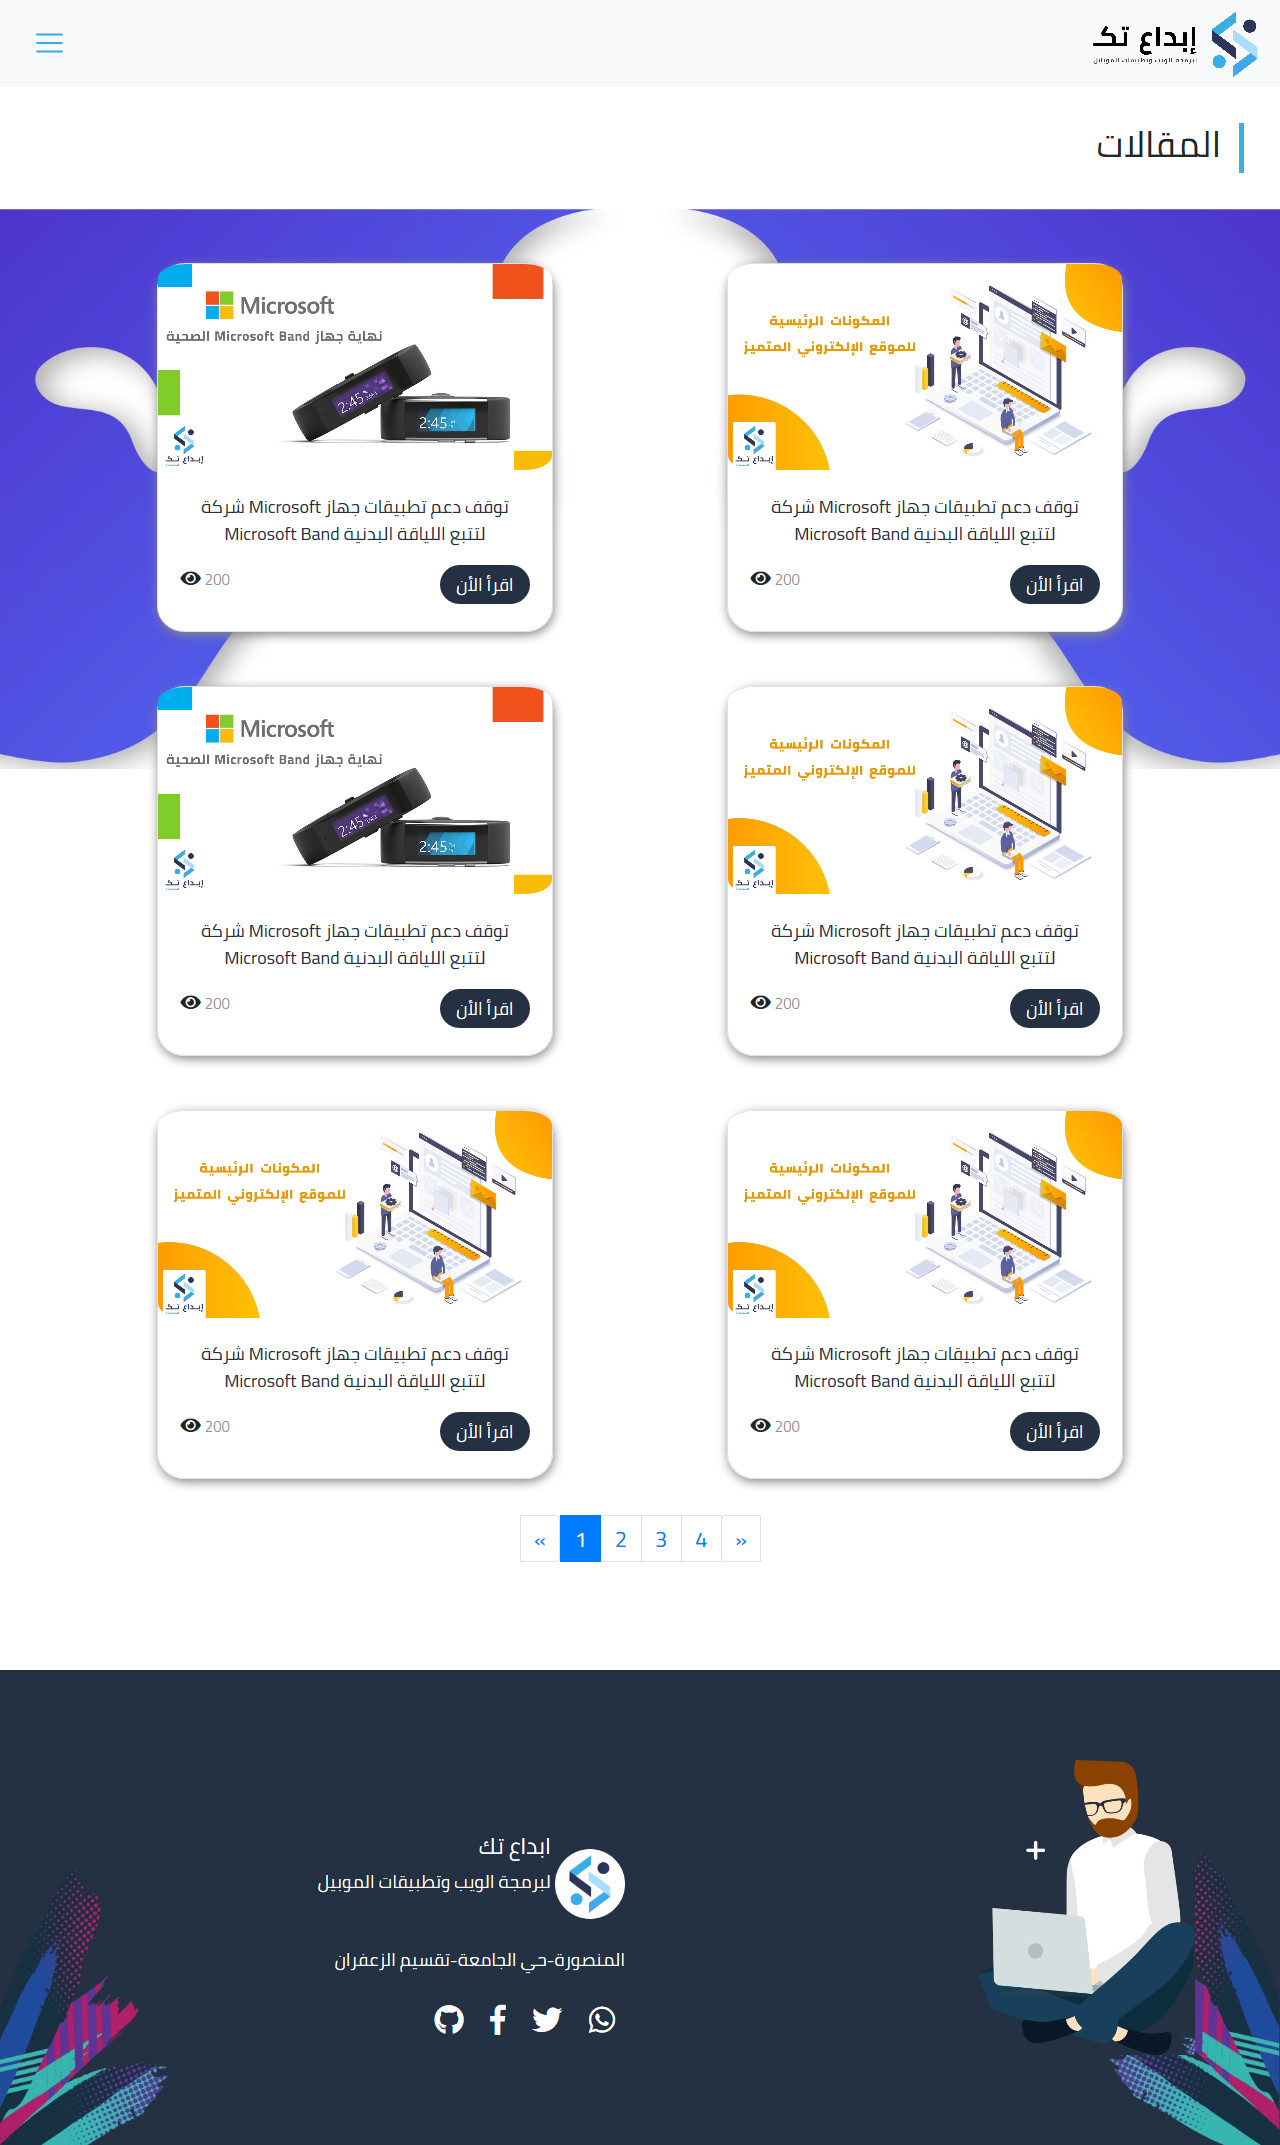 إبداع تك
لبرمجة الويب وتطبيقات الموبايل
المقالات
المكونات الرئيسية
للموقع الإلكتروني المتميز
إبداع تك
توقف دعم تطبيقات جهاز Microsoft شركة
لتتبع اللياقة البدنية Microsoft Band
اقرأ الأن
200
Microsoft
نهاية جهاز Microsoft Band الصحية
2:45
2:45
إبداع تك
توقف دعم تطبيقات جهاز Microsoft شركة
لتتبع اللياقة البدنية Microsoft Band
اقرأ الأن
200
المكونات الرئيسية
للموقع الإلكتروني المتميز
إبداع تك
توقف دعم تطبيقات جهاز Microsoft شركة
لتتبع اللياقة البدنية Microsoft Band
اقرأ الأن
200
Microsoft
نهاية جهاز Microsoft Band الصحية
2:45
2:45
إبداع تك
توقف دعم تطبيقات جهاز Microsoft شركة
لتتبع اللياقة البدنية Microsoft Band
اقرأ الأن
200
المكونات الرئيسية
للموقع الإلكتروني المتميز
إبداع تك
توقف دعم تطبيقات جهاز Microsoft شركة
لتتبع اللياقة البدنية Microsoft Band
اقرأ الأن
200
المكونات الرئيسية
للموقع الإلكتروني المتميز
إبداع تك
توقف دعم تطبيقات جهاز Microsoft شركة
لتتبع اللياقة البدنية Microsoft Band
اقرأ الأن
200
« 1 2 3 4 »
ابداع تك
لبرمجة الويب وتطبيقات الموبيل
المنصورة-حي الجامعة-تقسيم الزعفران